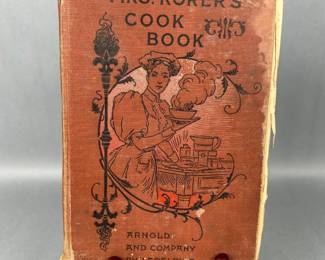 MRS. RORER'S
COOK
BOOK
ARNOLD
AND COMPANY